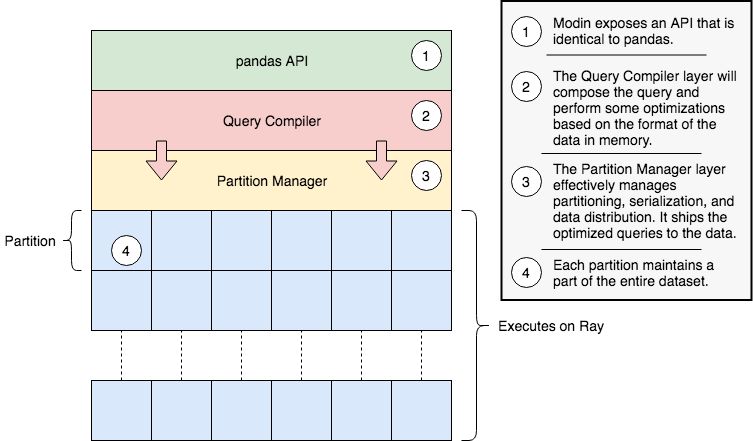 pandas API
1
Query Compiler
2
Partition Manager
3
Partition
4
Executes on Ray
1
Modin exposes an API that is
identical to pandas.
2
The Query Compiler layer will
compose the query and
perform some optimizations
based on the format of the
data in memory.
3
The Partition Manager layer
effectively manages
partitioning, serialization, and
data distribution. It ships the
optimized queries to the data.
4
Each partition maintains a
part of the entire dataset.